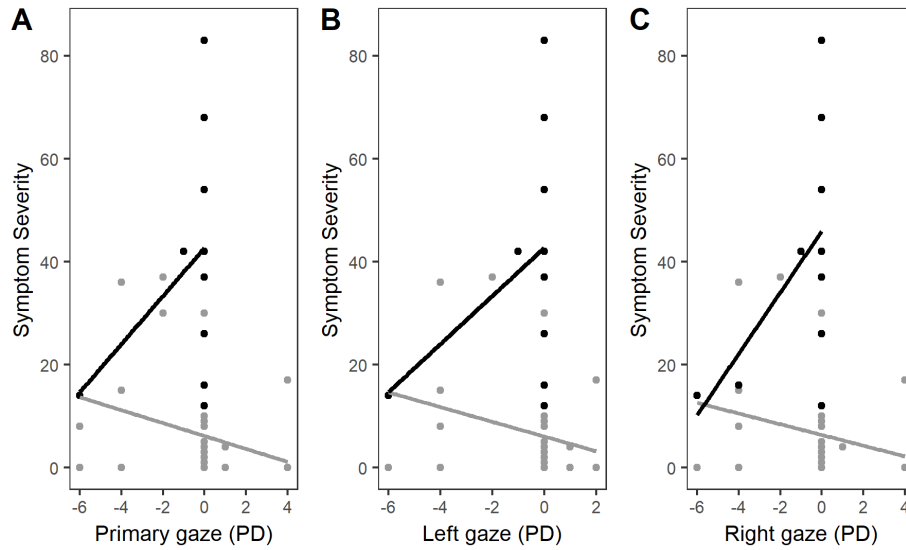 A
B
C
Symptom Severity
80
60
40
20
0
-6 -4 -2 0 2 4
Primary gaze (PD)
Symptom Severity
80
60
40
20
0
-6 -4 -2 0 2
Left gaze (PD)
Symptom Severity
80
60
40
20
0
-6 -4 -2 0 2 4
Right gaze (PD)